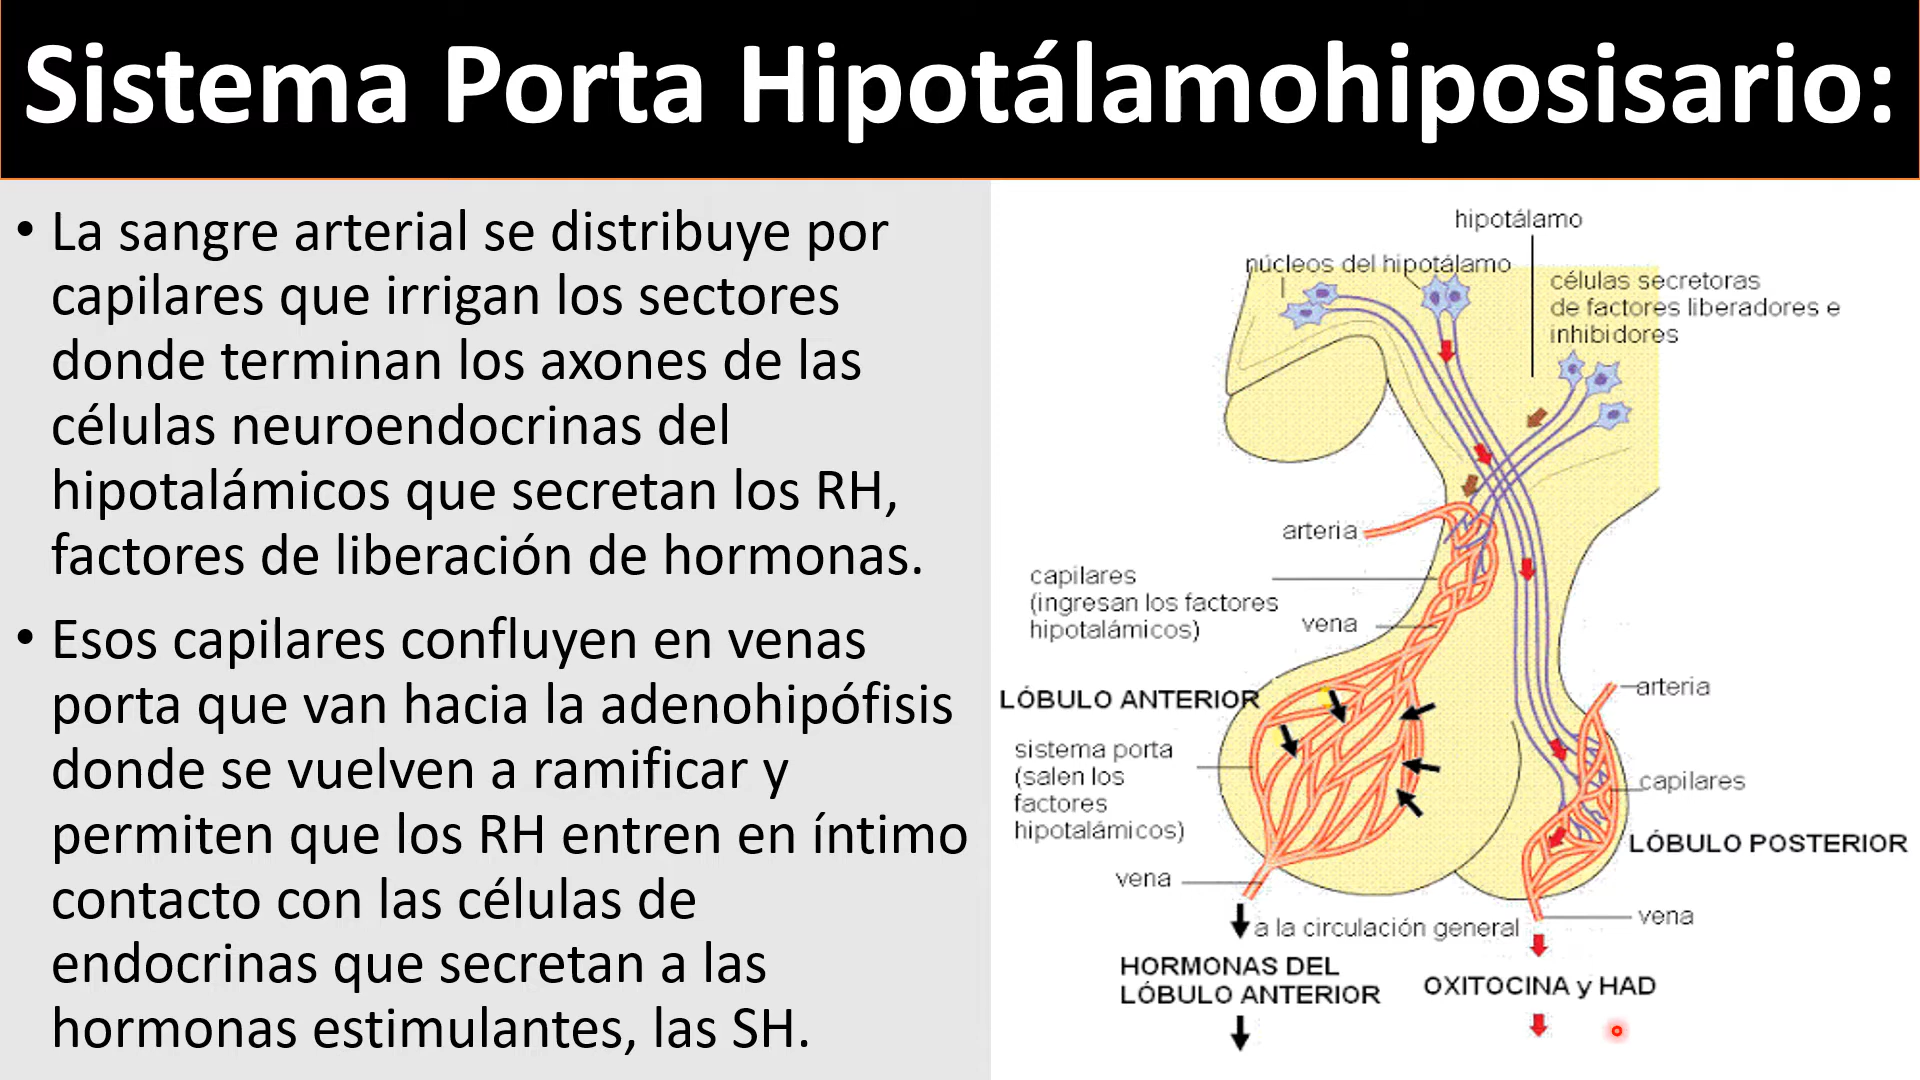 Sistema Porta Hipotálamohiposisario:
• La sangre arterial se distribuye por
capilares que irrigan los sectores
donde terminan los axones de las
células neuroendocrinas del
hipotalámicos que secretan los RH,
factores de liberación de hormonas.
• Esos capilares confluyen en venas
porta que van hacia la adenohipófisis
donde se vuelven a ramificar y
permiten que los RH entren en íntimo
contacto con las células de
endocrinas que secretan a las
hormonas estimulantes, las SH.
hipotálamo
núcleos del hipotálamo
células secretoras
de factores liberadores e
inhibidores
arteria
capilares
(ingresan los factores
hipotalámicos)
vena
LÓBULO ANTERIOR
arteria
sistema porta
(salen los
factores
hipotalámicos)
capilares
LÓBULO POSTERIOR
vena
vena
a la circulación general
HORMONAS DEL
LÓBULO ANTERIOR
OXITOCINA y HAD